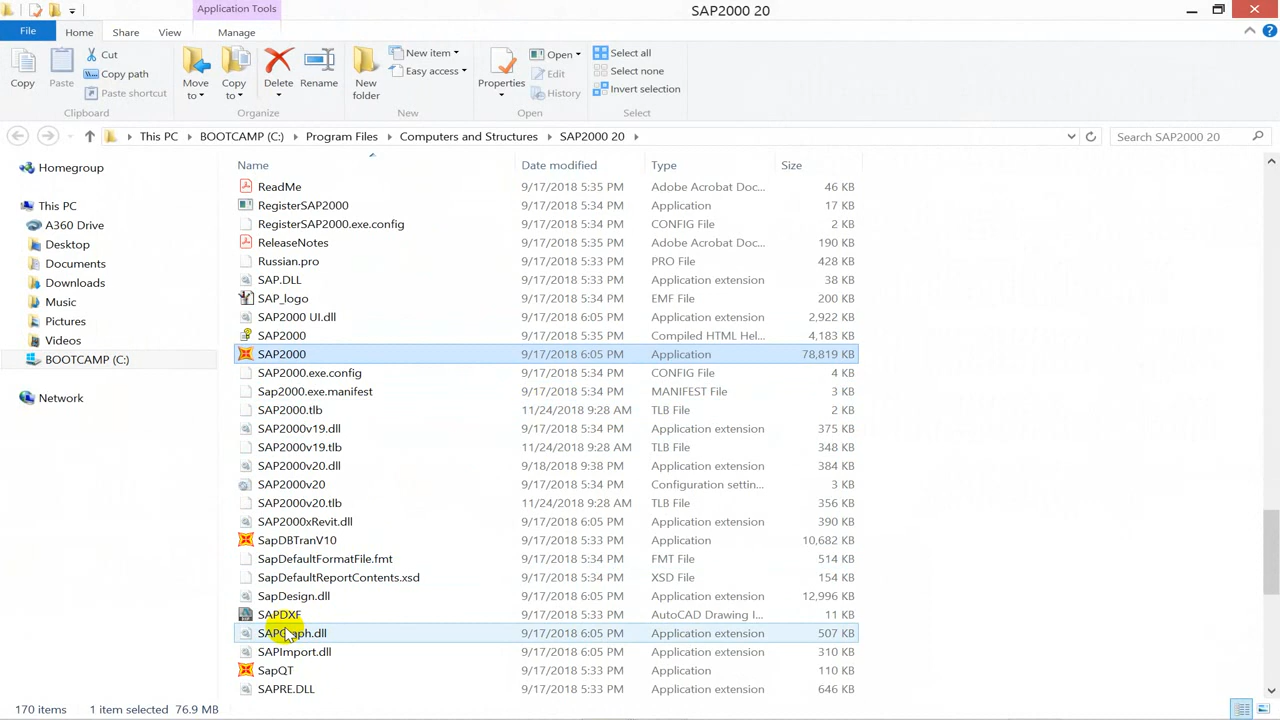 Application Tools
SAP2000 20
File Home Share View Manage
Copy
Paste
Cut
Copy path
Paste shortcut
Clipboard
Move to
Copy to
Delete
Rename
Organize
New folder
New item
Easy access
New
Properties
Open
Edit
History
Open
Select all
Select none
Invert selection
Select
This PC BOOTCAMP (C:) Program Files Computers and Structures SAP2000 20
Search SAP2000 20
Homegroup
This PC
A360 Drive
Desktop
Documents
Downloads
Music
Pictures
Videos
BOOTCAMP (C:)
Network
Name Date modified Type Size
ReadMe 9/17/2018 5:35 PM Adobe Acrobat Doc... 46 KB
RegisterSAP2000 9/17/2018 5:34 PM Application 17 KB
RegisterSAP2000.exe.config 9/17/2018 5:34 PM CONFIG File 2 KB
ReleaseNotes 9/17/2018 5:35 PM Adobe Acrobat Doc... 190 KB
Russian.pro 9/17/2018 5:33 PM PRO File 428 KB
SAP.DLL 9/17/2018 5:33 PM Application extension 38 KB
SAP_logo 9/17/2018 5:34 PM EMF File 200 KB
SAP2000 UI.dll 9/17/2018 5:34 PM Application extension 2,922 KB
SAP2000 9/17/2018 5:35 PM Compiled HTML Hel... 4,183 KB
SAP2000 9/17/2018 6:05 PM Application 78,819 KB
SAP2000.exe.config 9/17/2018 5:34 PM CONFIG File 4 KB
Sap2000.exe.manifest 9/17/2018 5:34 PM MANIFEST File 3 KB
SAP2000.tlb 11/24/2018 9:28 AM TLB File 2 KB
SAP2000v19.dll 9/17/2018 5:34 PM Application extension 375 KB
SAP2000v19.tlb 11/24/2018 9:28 AM TLB File 348 KB
SAP2000v20.dll 9/18/2018 9:38 PM Application extension 384 KB
SAP2000v20 9/17/2018 5:34 PM Configuration settin... 3 KB
SAP2000v20.tlb 11/24/2018 9:28 AM TLB File 356 KB
SAP2000xRevit.dll 9/17/2018 6:05 PM Application extension 390 KB
SapDBTranV10 9/17/2018 6:05 PM Application 10,682 KB
SapDefaultFormatFile.fmt 9/17/2018 5:34 PM FMT File 514 KB
SapDefaultReportContents.xsd 9/17/2018 5:34 PM XSD File 154 KB
SapDesign.dll 9/17/2018 6:05 PM Application extension 12,996 KB
SAPDXF 9/17/2018 5:33 PM AutoCAD Drawing I... 11 KB
SAPGraph.dll 9/17/2018 6:05 PM Application extension 507 KB
SAPImport.dll 9/17/2018 6:05 PM Application extension 310 KB
SapQT 9/17/2018 5:33 PM Application 110 KB
SAPRE.DLL 9/17/2018 5:33 PM Application extension 646 KB
170 items 1 item selected 76.9 MB